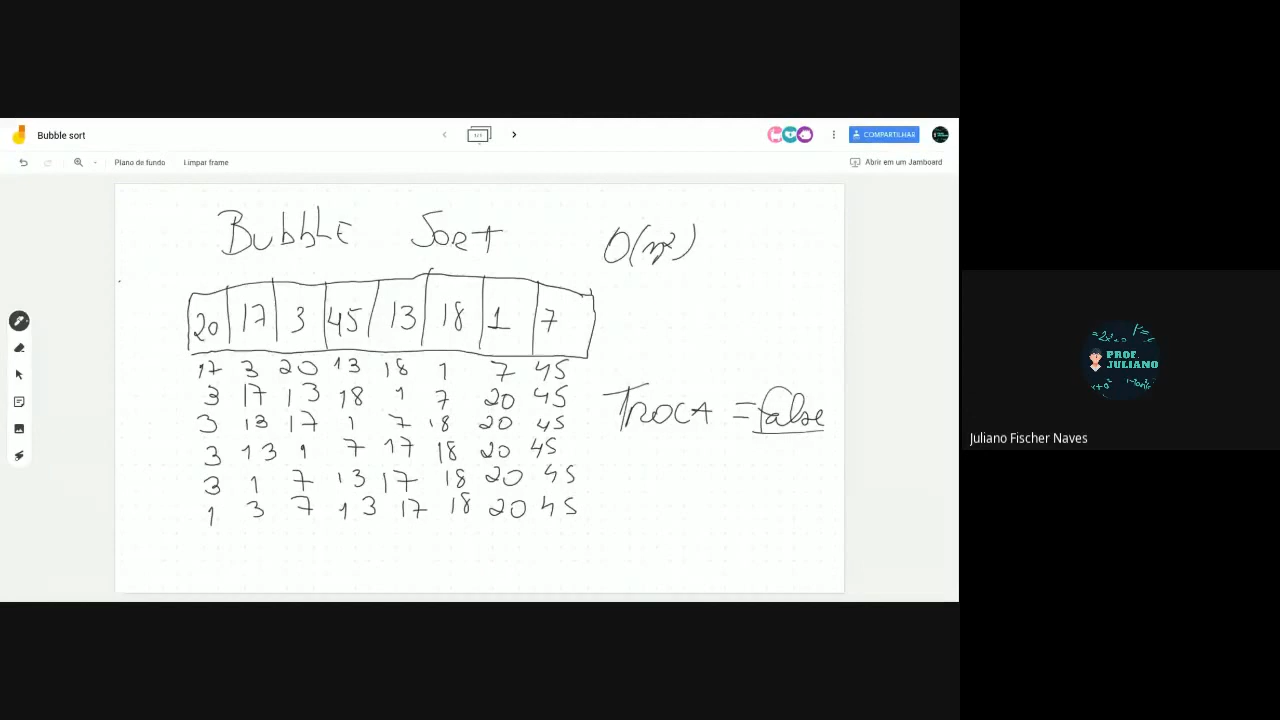 Bubble sort
1/1
COMPARTILHAR
Plano de fundo
Limpar frame
Abrir em um Jamboard
BubbLE SORT O(n²)
20 17 3 45 13 18 1 7
17 3 20 13 18 1 7 45
3 17 13 18 1 7 20 45
TROCA = false
3 13 17 1 7 18 20 45
3 13 1 7 17 18 20 45
3 1 7 13 17 18 20 45
1 3 7 13 17 18 20 45
PROF.
JULIANO
Juliano Fischer Naves